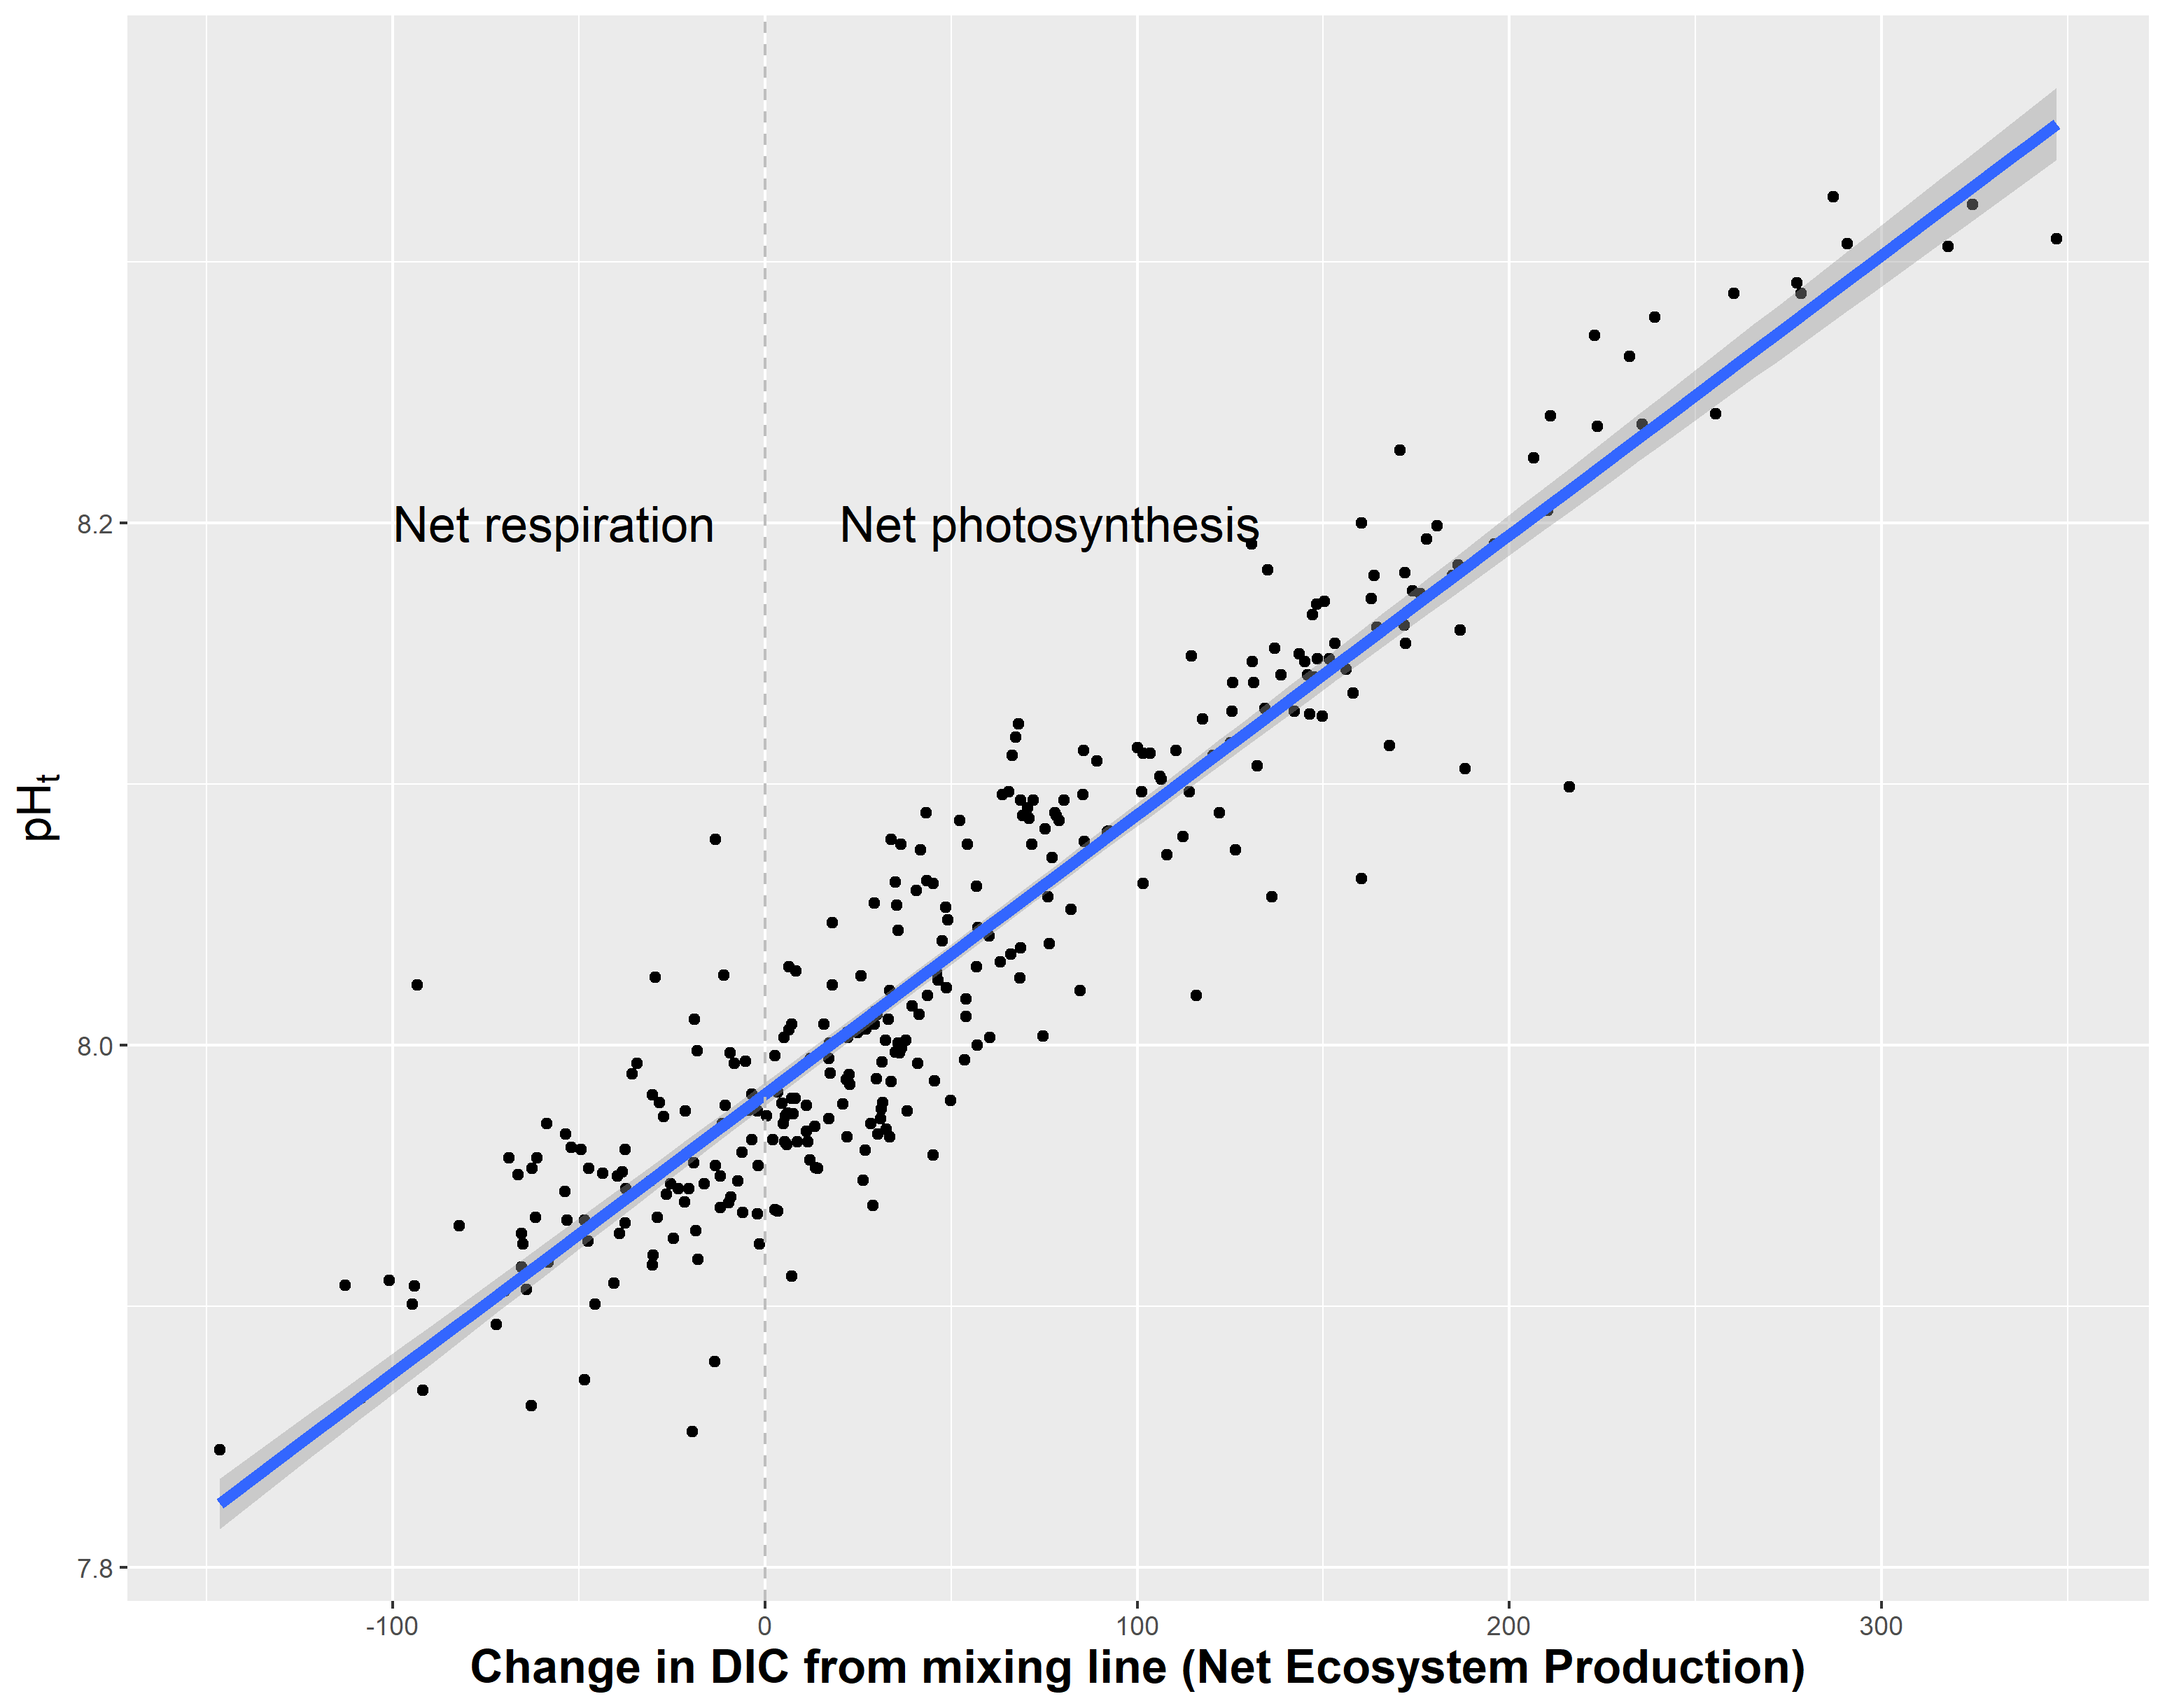 Net respiration
Net photosynthesis
8.2
8.0
7.8
pHt
-100
0
100
200
300
Change in DIC from mixing line (Net Ecosystem Production)